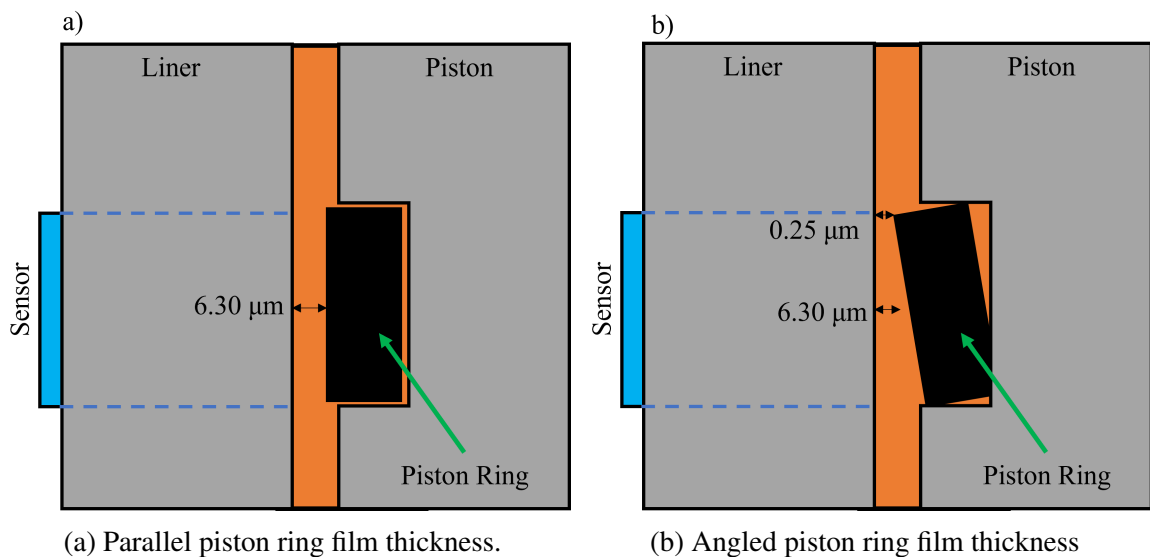 a)
Liner
Piston
Sensor
6.30 μm
Piston Ring
(a) Parallel piston ring film thickness.
b)
Liner
Piston
Sensor
0.25 μm
6.30 μm
Piston Ring
(b) Angled piston ring film thickness